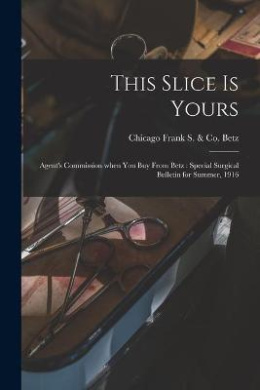 This Slice Is
Yours
Chicago Frank S. & Co. Betz
Agent's Commission when You Buy From Betz : Special Surgical
Bulletin for Summer, 1916